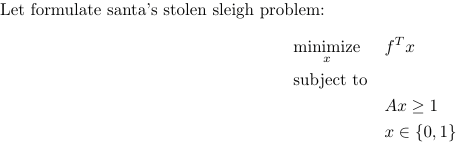 Let formulate santa's stolen sleigh problem:
minimize f^T x
x
subject to
Ax ≥ 1
x ∈ {0, 1}